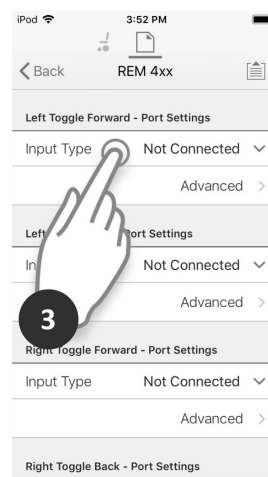 iPod 3:52 PM
Back REM 4xx
Left Toggle Forward - Port Settings
Input Type Not Connected
Advanced
Left Port Settings
In Not Connected
Advanced
3
Right Toggle Forward - Port Settings
Input Type Not Connected
Advanced
Right Toggle Back - Port Settings